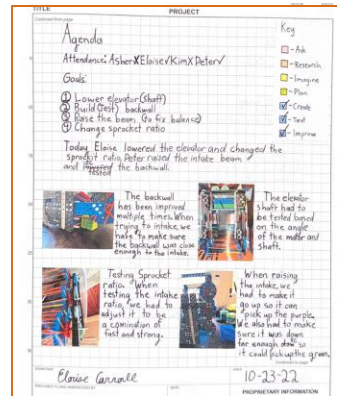 TITLE
PROJECT
Continued from page
Agenda
Attendance: Asher X Eloise ✓ Kim X Peter ✓
Goals:
① Lower elevator (shaft)
② Build (test) backwall
③ Rase the beam (to fix balance)
④ Change sprocket ratio
Today Eloise lowered the elevator and changed the
sprockit ratio, Peter raised the intake beam
and tested the backwall.
Key
- Ask
- Research
- Imagine
- Plan
- Create
- Test
- Improve
The backwall
has been improved
multiple times. When
trying to intake, we
have to make sure
the backwall was close
enough to the intake.
The elevator
shaft had to
be tested based
on the angle
of the motor and
shaft.
Testing Sprocket
ratio. When
testing the intake
ratio, we had to
adjust it to be
a comination of
fast and strong.
When raising
the intake, we
had to make it
go up so it can
pick up the purple.
We also had to make
sure it was down
far enough so
it could pick up the green.
Eloise Carroll
DATE
10-23-22
PROPRIETARY INFORMATION